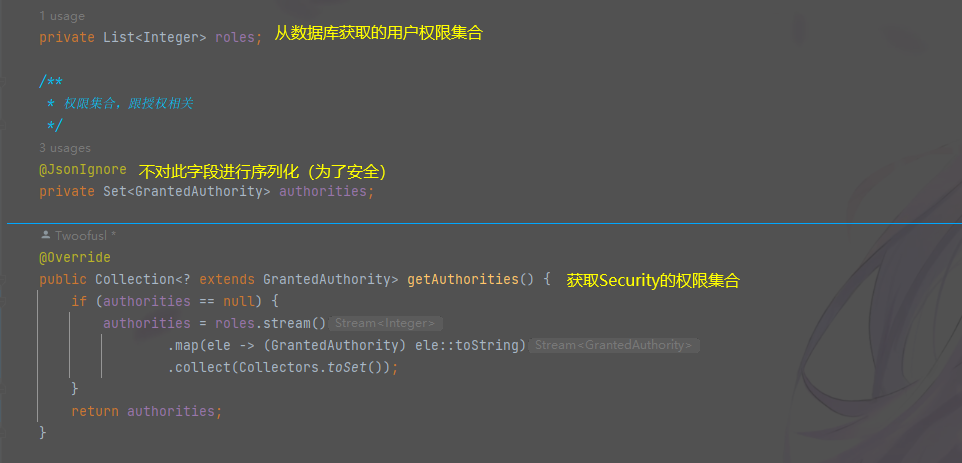 1 usage
private List<Integer> roles; 从数据库获取的用户权限集合
/**
* 权限集合，跟授权相关
*/
3 usages
@JsonIgnore 不对此字段进行序列化（为了安全）
private Set<GrantedAuthority> authorities;
Twoofusl *
@Override
public Collection<? extends GrantedAuthority> getAuthorities() { 获取Security的权限集合
if (authorities == null) {
authorities = roles.stream() Stream<Integer>
.map(ele -> (GrantedAuthority) ele::toString) Stream<GrantedAuthority>
.collect(Collectors.toSet());
}
return authorities;
}